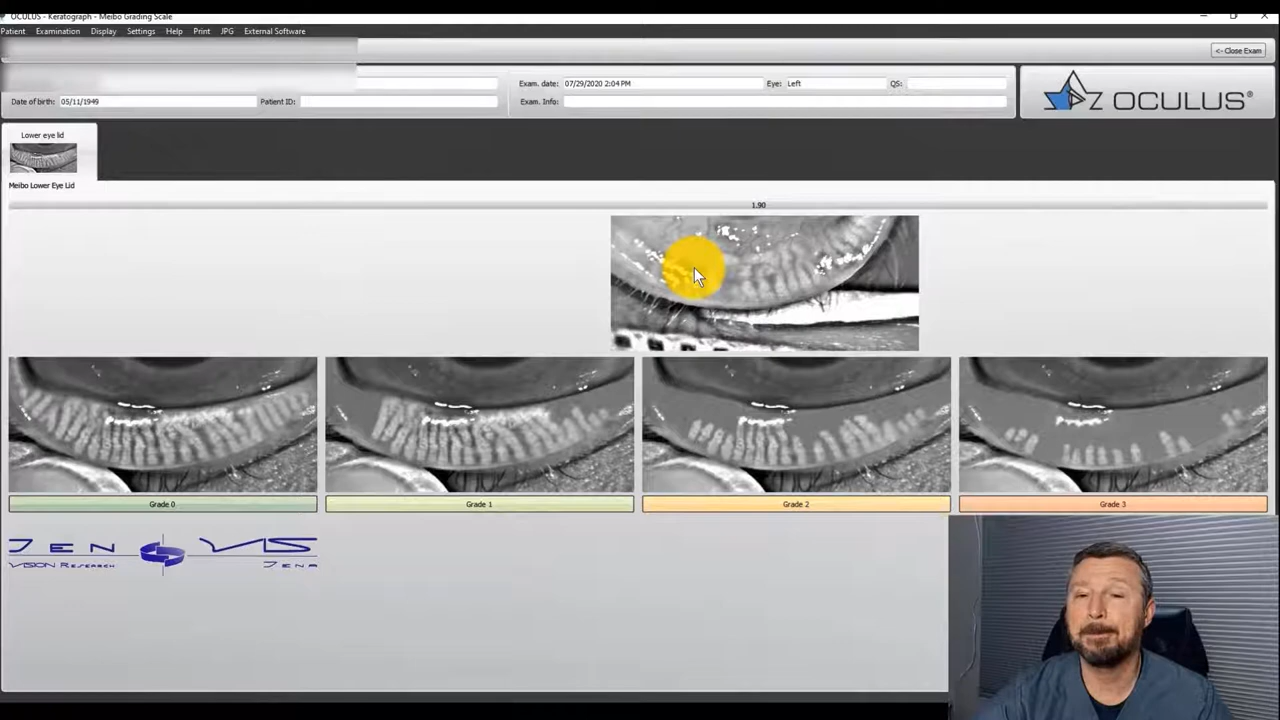 OCULUS - Keratograph - Meibo Grading Scale
Patient Examination Display Settings Help Print JPG External Software
<- Close Exam
Exam. date: 07/29/2020 2:04 PM Eye: Left QS:
Date of birth: 05/11/1949 Patient ID: Exam. Info:
OCULUS®
Lower eye lid
Meibo Lower Eye Lid
1.90
Grade 0 Grade 1 Grade 2 Grade 3
JENVIS
VISION RESEARCH JENA